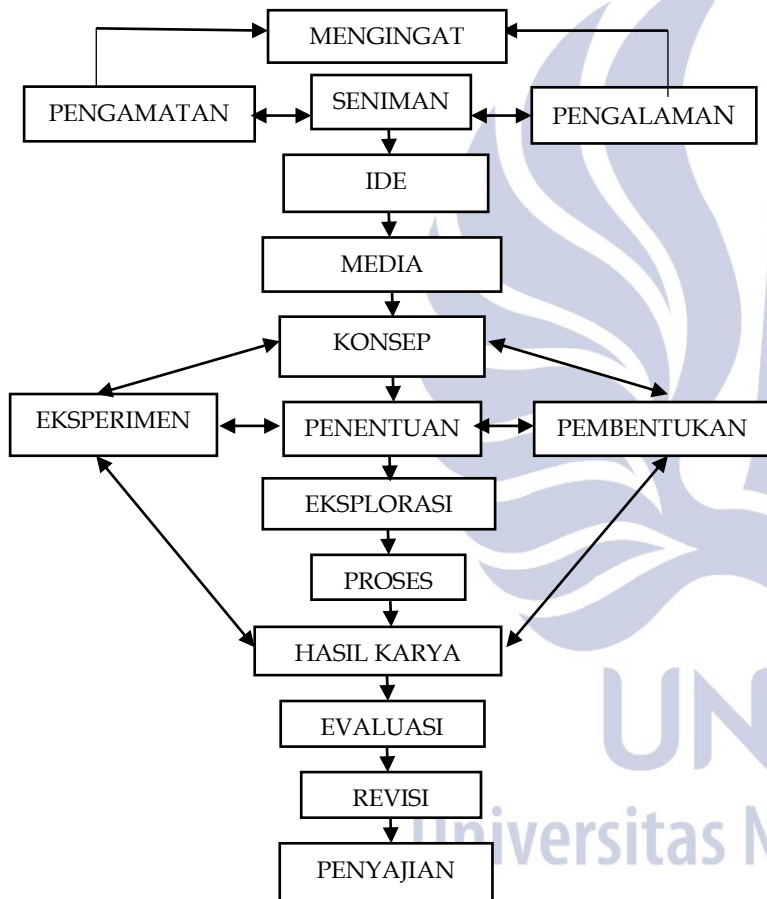 MENGINGAT
PENGAMATAN
SENIMAN
PENGALAMAN
IDE
MEDIA
KONSEP
EKSPERIMEN
PENENTUAN
PEMBENTUKAN
EKSPLORASI
PROSES
HASIL KARYA
EVALUASI
UN
REVISI
Universitas N
PENYAJIAN